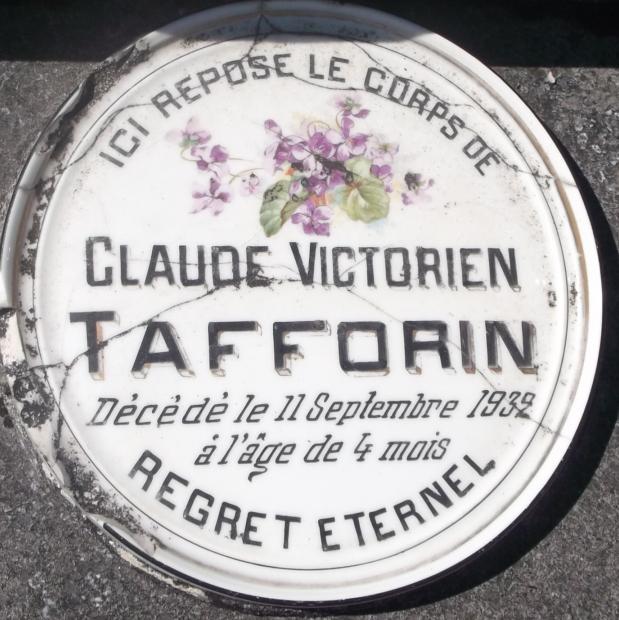 ICI REPOSE LE CORPS DE
CLAUDE VICTORIEN
TAFFORIN
Décédé le 11 Septembre 1932
à l'âge de 4 mois
REGRET ETERNEL